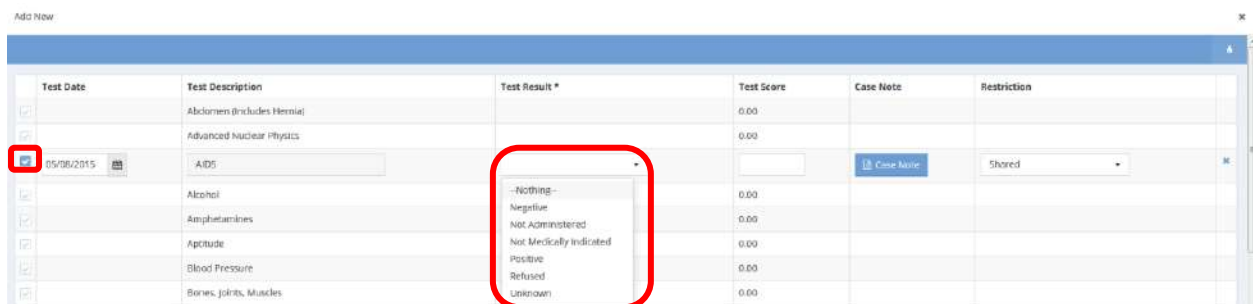 Add New
Test Date Test Description Test Result * Test Score Case Note Restriction
Abdomen (Includes Hernia) 0.00
Advanced Nuclear Physics 0.00
05/08/2015 AIDS Case Note Shared
--Nothing--
Alcohol 0.00
Negative
Amphetamines Not Administered 0.00
Aptitude Not Medically Indicated 0.00
Positive
Blood Pressure 0.00
Refused
Bones, Joints, Muscles Unknown 0.00